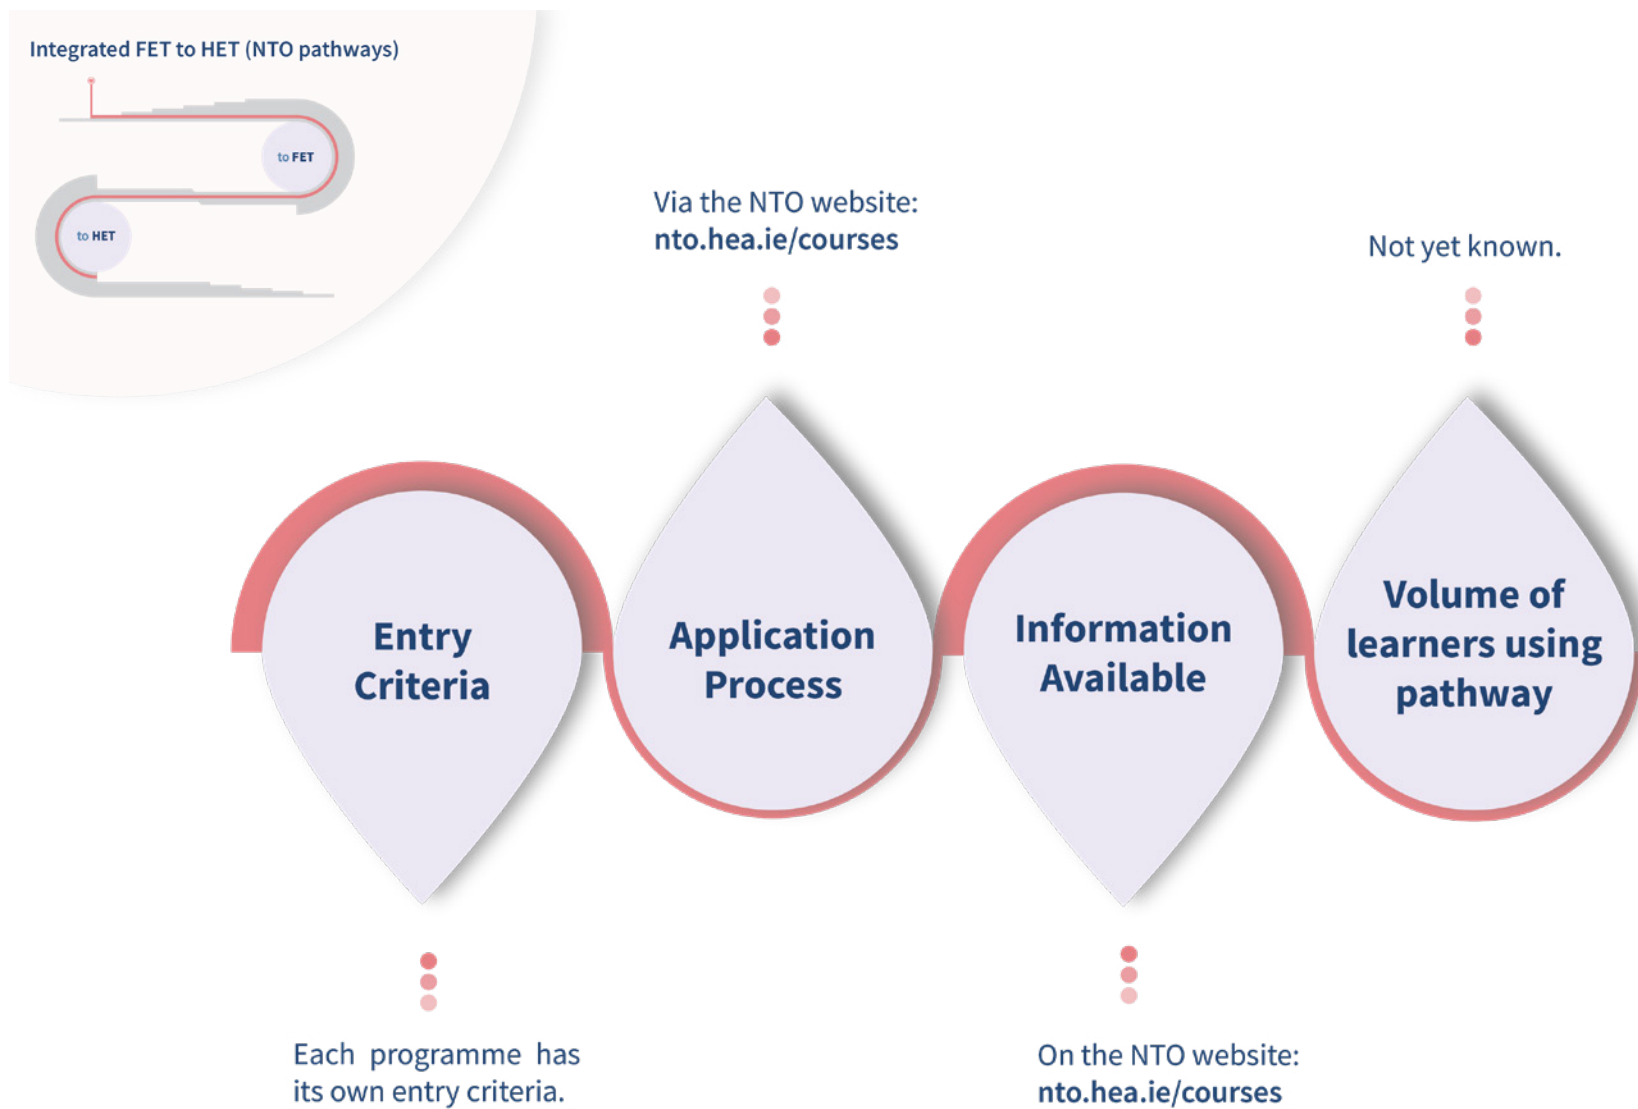 Integrated FET to HET (NTO pathways)
to FET
to HET
Via the NTO website:
nto.hea.ie/courses
Not yet known.
Entry
Criteria
Application
Process
Information
Available
Volume of
learners using
pathway
Each programme has
its own entry criteria.
On the NTO website:
nto.hea.ie/courses